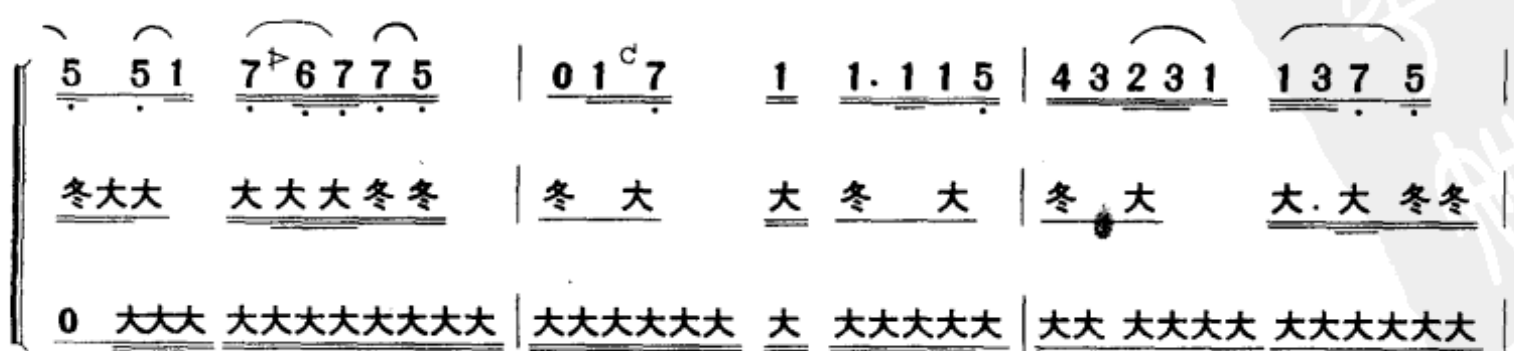 5 5 1 7 6 7 7 5 | 0 1 C 7 1 1. 1 1 5 | 4 3 2 3 1 1 3 7 5 |
冬大大 大大大冬冬 | 冬 大 大 冬 大 | 冬 大 大.大 冬冬 |
0 大大大 大大大大大大大大 | 大大大大大大 大 大大大大大 | 大大 大大大大 大大大大大大 |